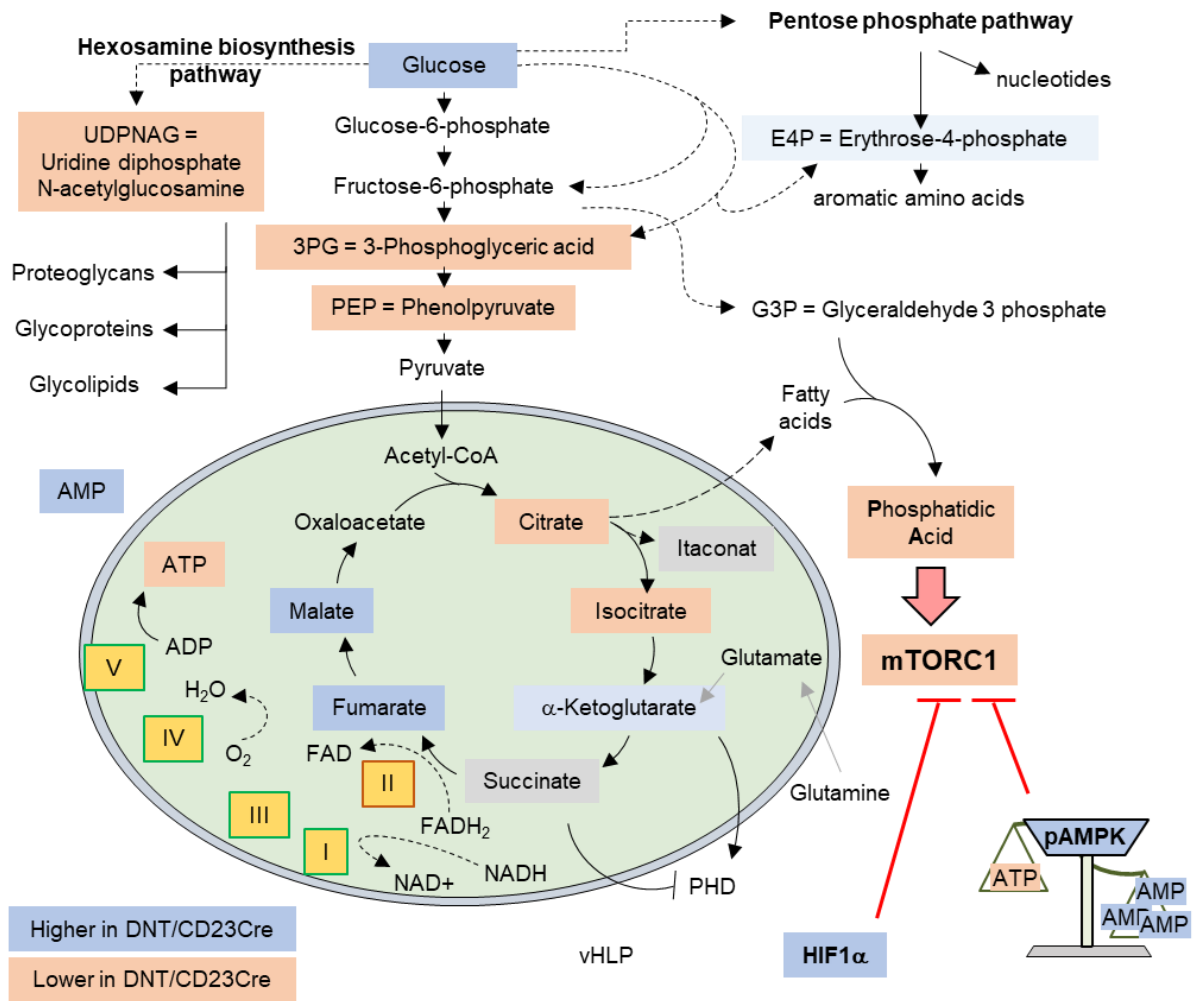 Pentose phosphate pathway
Hexosamine biosynthesis
pathway
Glucose
nucleotides
UDPNAG =
Uridine diphosphate
N-acetylglucosamine
Glucose-6-phosphate
E4P = Erythrose-4-phosphate
Fructose-6-phosphate
aromatic amino acids
3PG = 3-Phosphoglyceric acid
Proteoglycans
PEP = Phenolpyruvate
G3P = Glyceraldehyde 3 phosphate
Glycoproteins
Pyruvate
Glycolipids
Fatty
acids
Acetyl-CoA
AMP
Oxaloacetate
Citrate
Phosphatidic
Acid
Itaconat
ATP
Malate
Isocitrate
ADP
mTORC1
V
Glutamate
H2O
Fumarate
α-Ketoglutarate
IV
O2
FAD
II
Succinate
Glutamine
III
FADH2
I
NADH
NAD+
PHD
pAMPK
ATP
AMP
AMP
AMP
Higher in DNT/CD23Cre
vHLP
HIF1α
Lower in DNT/CD23Cre